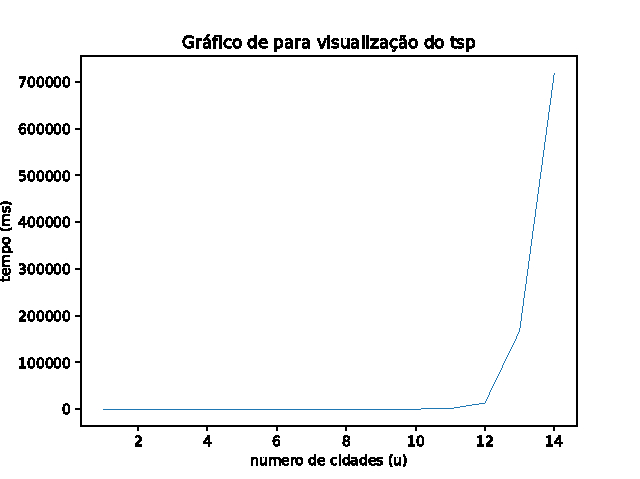 Gráfico de para visualização do tsp
700000
600000
500000
400000
300000
200000
100000
0
tempo (ms)
2 4 6 8 10 12 14
numero de cidades (u)